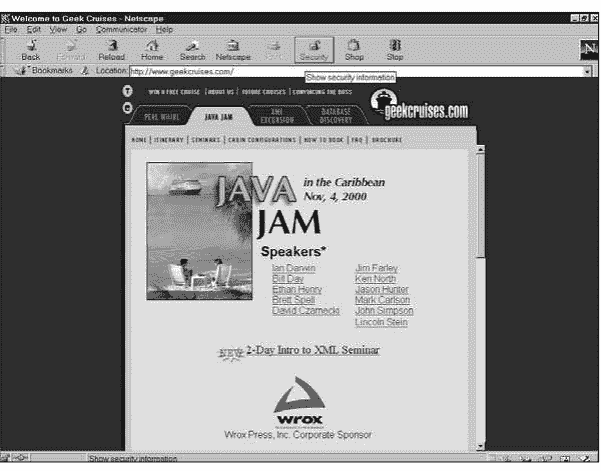 Welcome to Geek Cruises - Netscape
File Edit View Go Communicator Help
Back Forward Reload Home Search Netscape Security Shop Stop
Bookmarks Location: http://www.geekcruises.com/
Show security information
WIN A FREE CRUISE | ABOUT US | FUTURE CRUISES | CONVINCING THE BOSS
PERL WHIRL JAVA JAM XML EXCURSION DATABASE DISCOVERY geekcruises.com
HOME | ITINERARY | SEMINARS | CABIN CONFIGURATIONS | HOW TO BOOK | FAQ | BROCHURE
JAVA in the Caribbean
Nov, 4, 2000
JAM
Speakers*
Ian Darwen Jim Farley
Bill Day Ken North
Ethan Henry Jason Hunter
Brett Spell Mark Carlson
David Czarnecki John Simpson
Lincoln Stein
NEW 2-Day Intro to XML Seminar
wrox
Wrox Press, Inc. Corporate Sponsor
Show security information